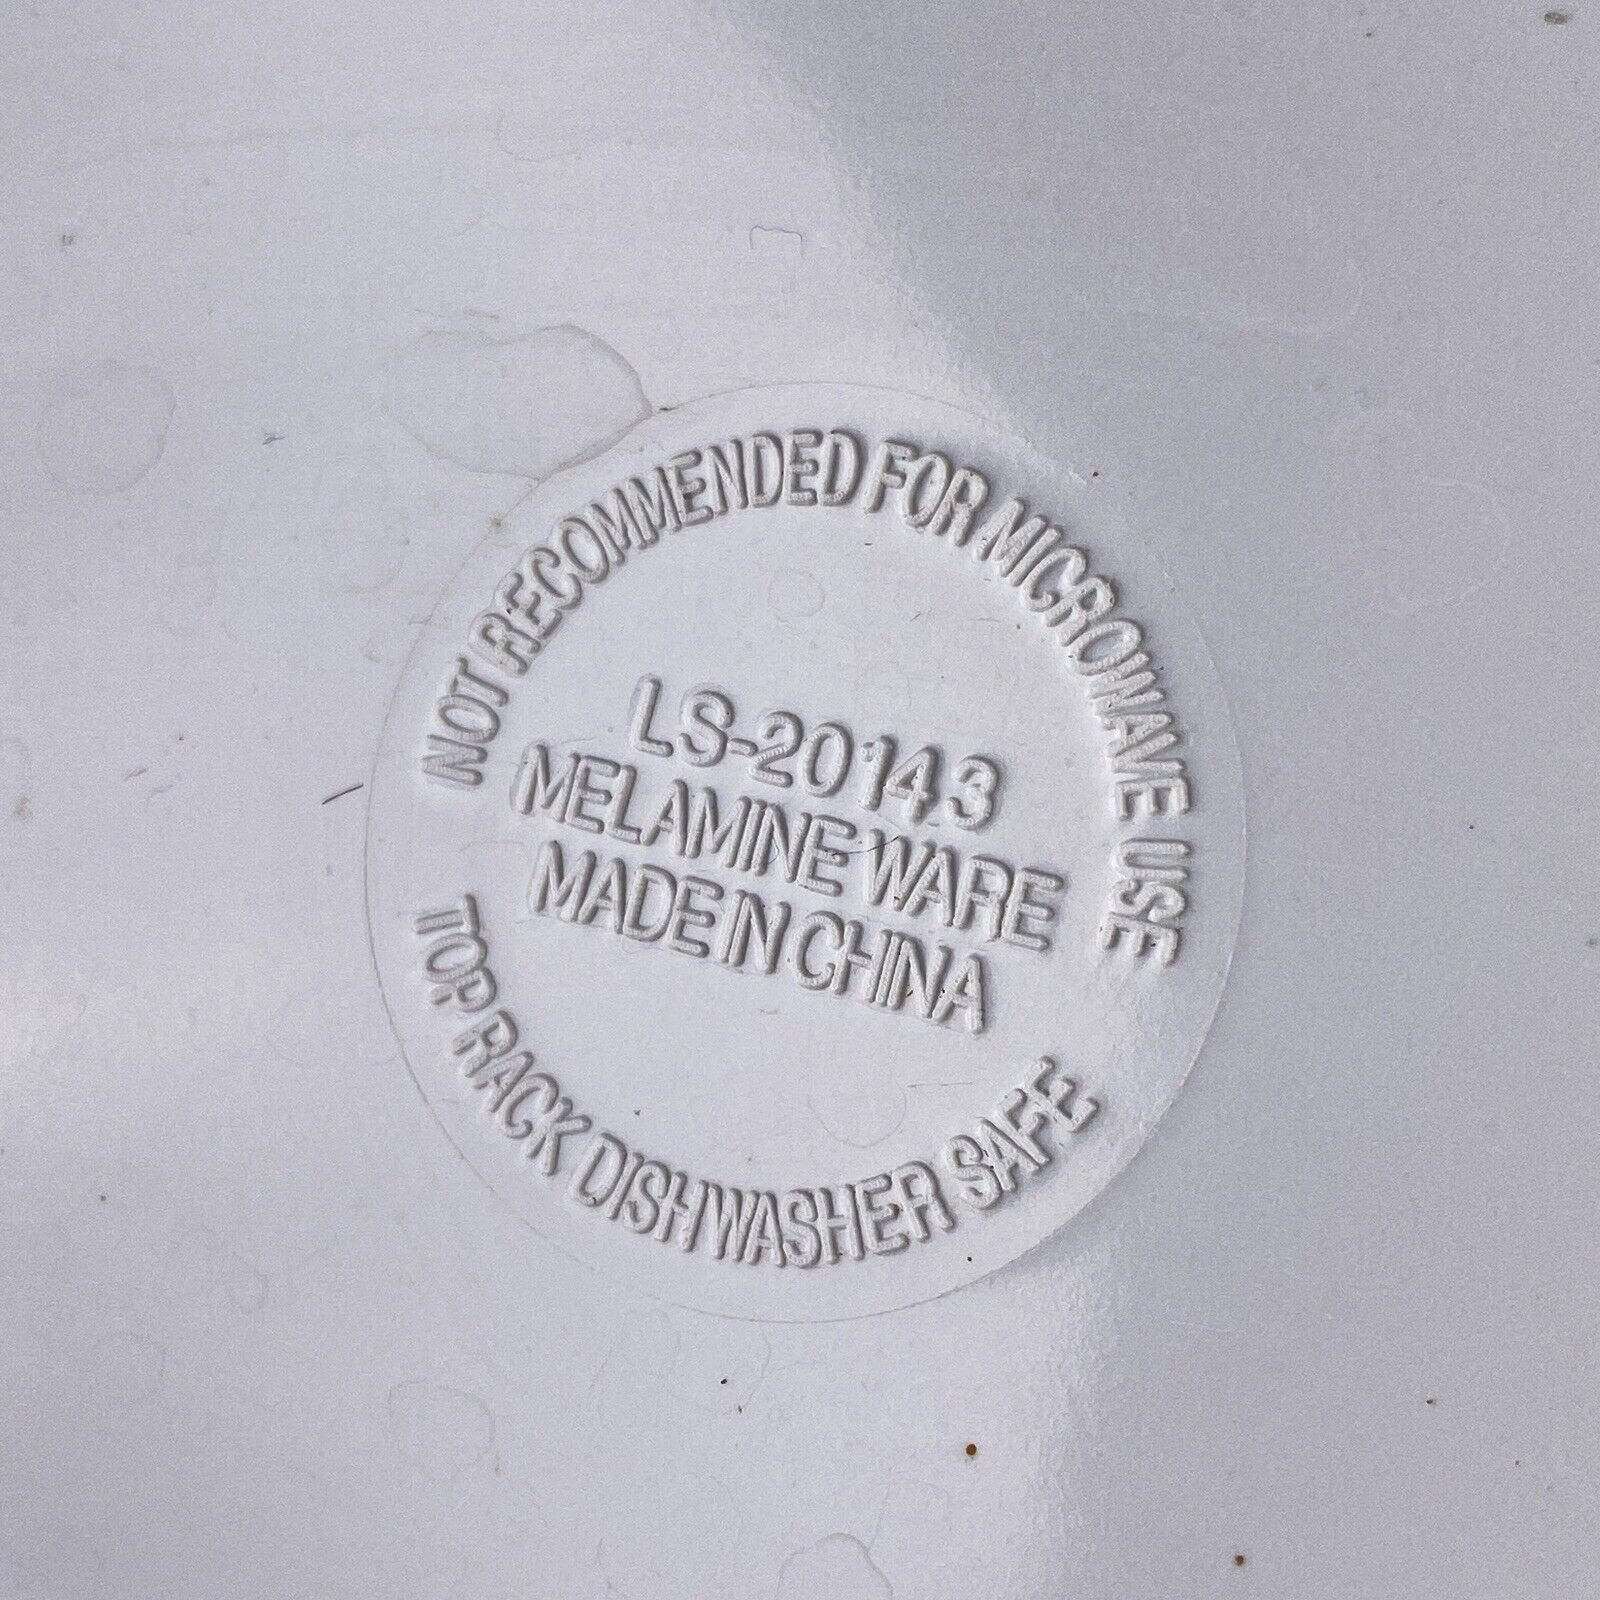 NOT RECOMMENDED FOR MICROWAVE USE
LS-20143
MELAMINE WARE
MADE IN CHINA
TOP RACK DISHWASHER SAFE